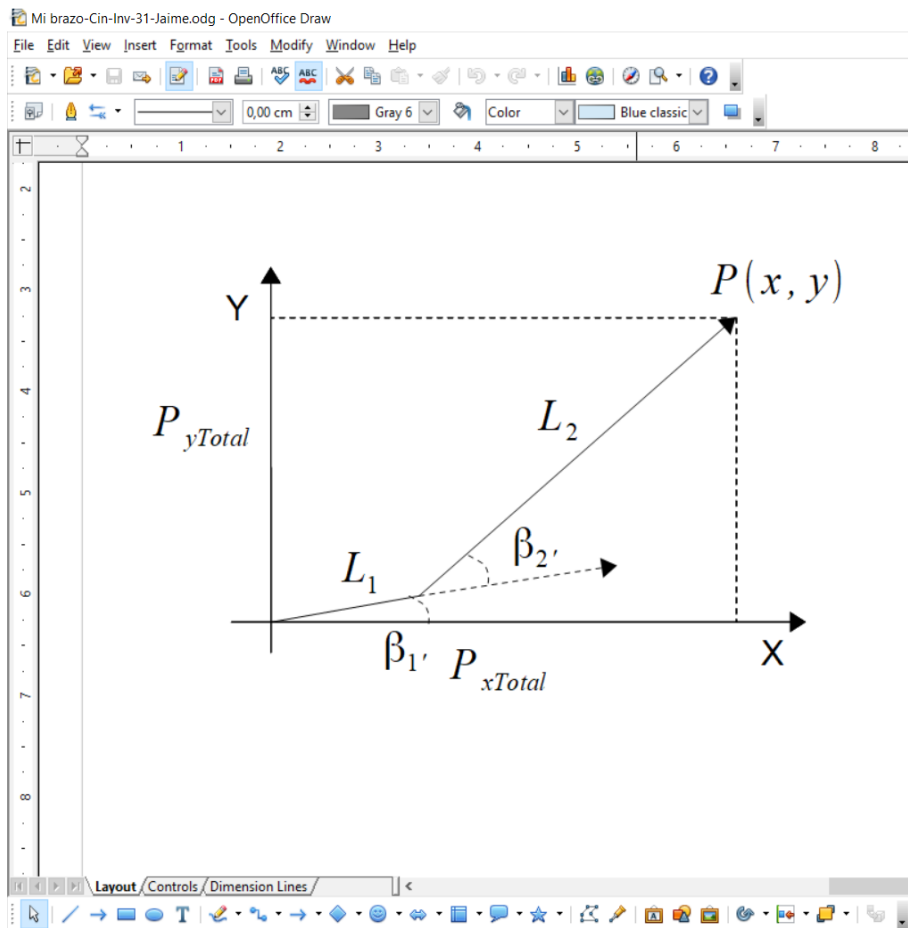 Mi brazo-Cin-Inv-31-Jaime.odg - OpenOffice Draw
File Edit View Insert Format Tools Modify Window Help
ABC ABC
0,00 cm Gray 6 Color Blue classic
1 2 3 4 5 6 7 8
2
3
4
5
6
7
8
P(x, y)
Y
L2
PyTotal
β2′
L1
β1′
PxTotal
X
Layout Controls Dimension Lines
T A